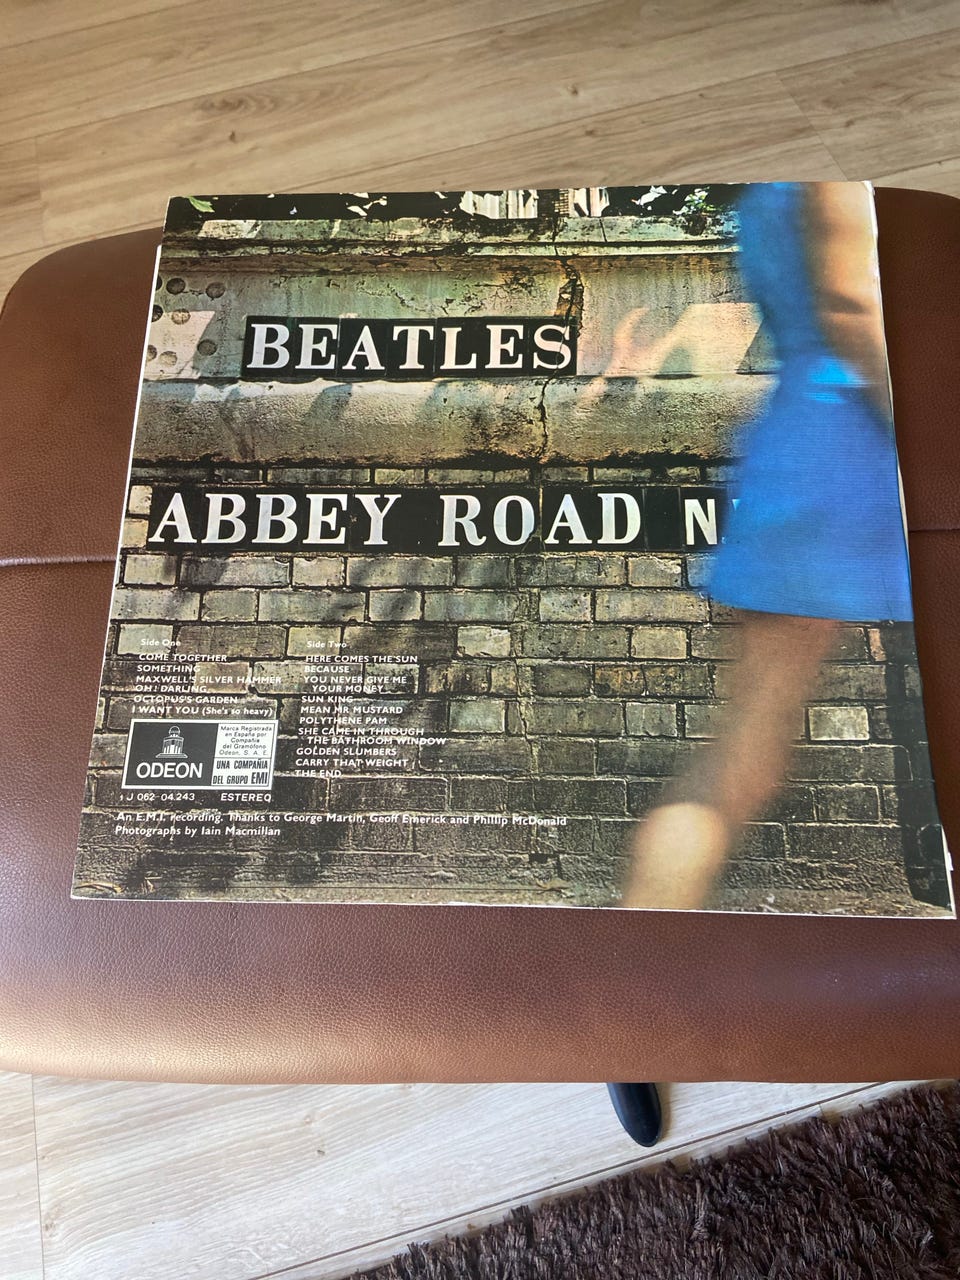 BEATLES
ABBEY ROAD N
Side One
COME TOGETHER
SOMETHING
MAXWELL'S SILVER HAMMER
OH! DARLING
OCTOPUS'S GARDEN
I WANT YOU (She's so heavy)
Side Two
HERE COMES THE SUN
BECAUSE
YOU NEVER GIVE ME
YOUR MONEY
SUN KING
MEAN MR MUSTARD
POLYTHENE PAM
SHE CAME IN THROUGH
THE BATHROOM WINDOW
GOLDEN SLUMBERS
CARRY THAT WEIGHT
THE END
ODEON
Marca Registrada
en España por
Compañía
del Gramófono
Odeon, S. A. E.
UNA COMPAÑIA
DEL GRUPO EMI
J 062-04.243 ESTEREO
An E.M.I. recording. Thanks to George Martin, Geoff Emerick and Phillip McDonald
Photographs by Iain Macmillan